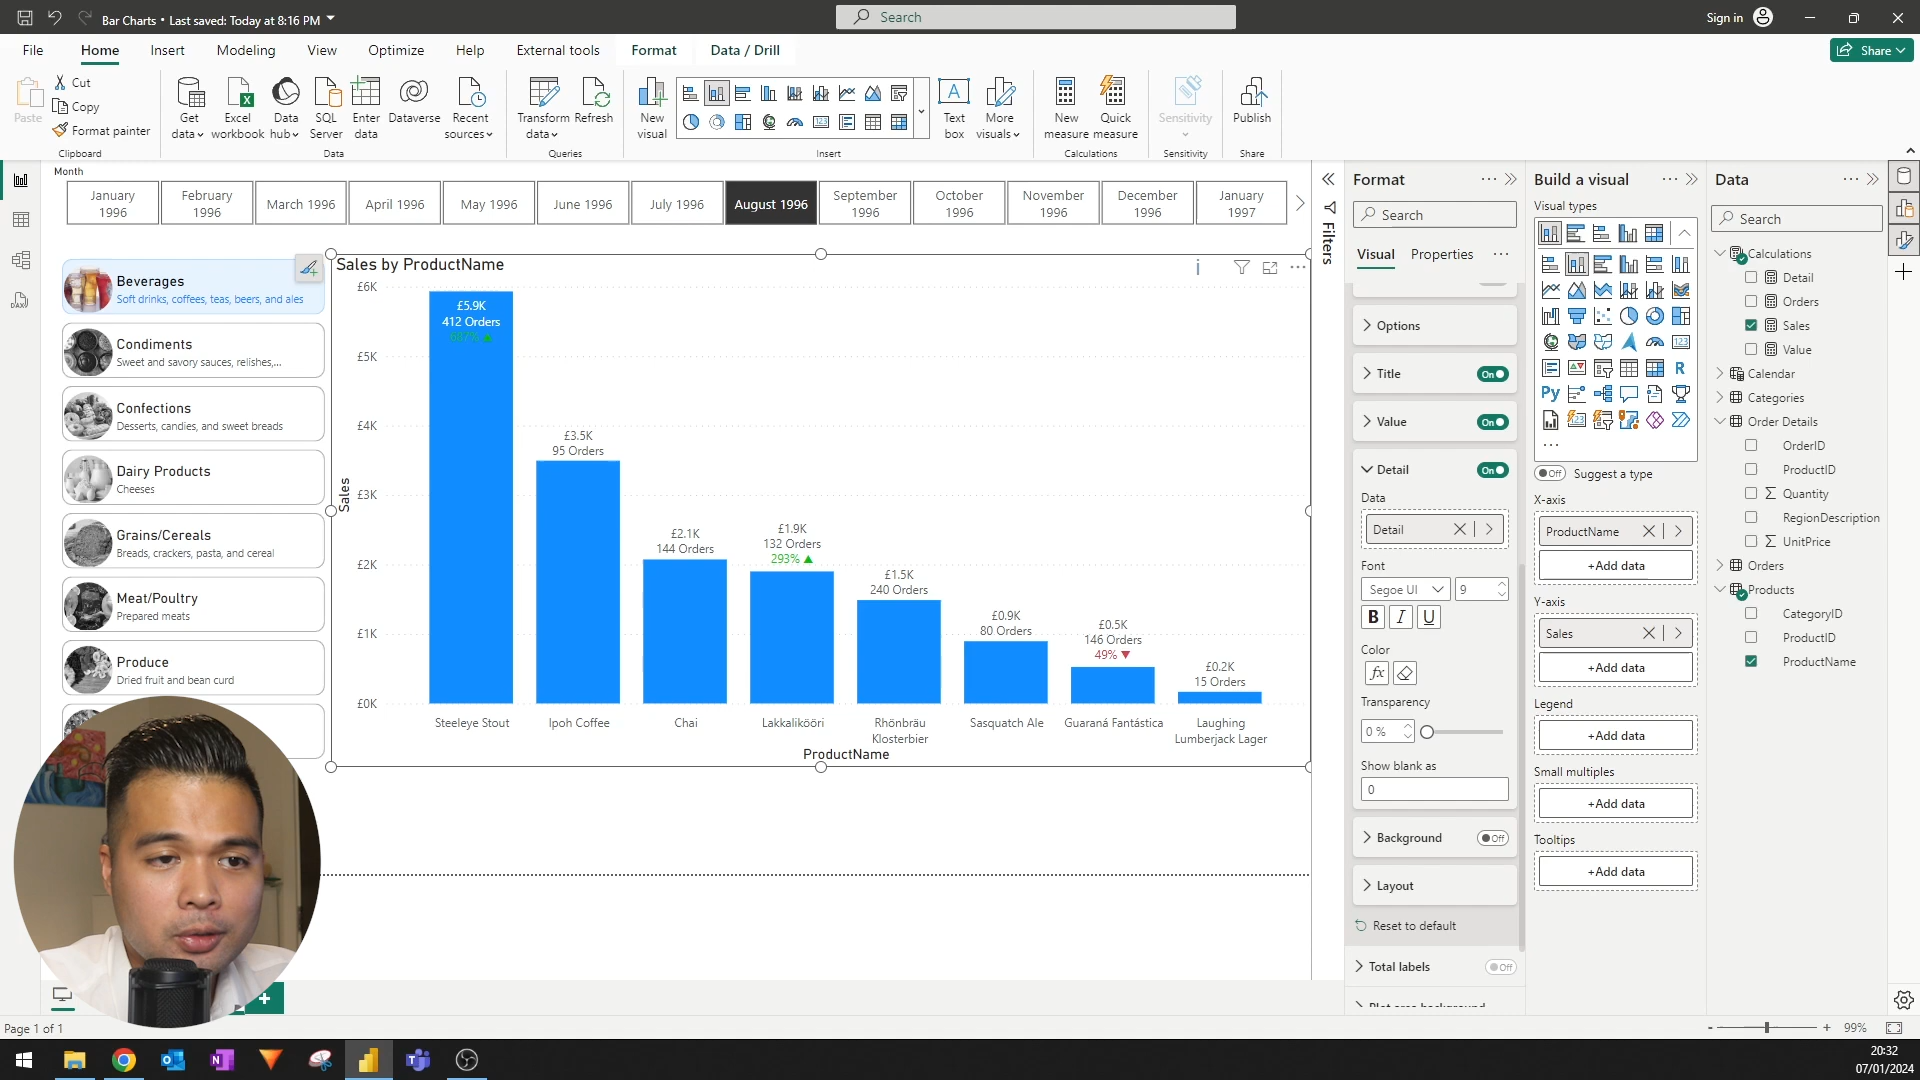 Bar Charts • Last saved: Today at 8:16 PM
Search
Sign in
File
Home
Insert
Modeling
View
Optimize
Help
External tools
Format
Data / Drill
Share
Paste
Cut
Copy
Format painter
Clipboard
Get data
Excel workbook
Data hub
SQL Server
Enter data
Dataverse
Recent sources
Data
Transform data
Refresh
Queries
New visual
Text box
More visuals
Insert
New measure
Quick measure
Calculations
Sensitivity
Sensitivity
Publish
Share
Month
January 1996
February 1996
March 1996
April 1996
May 1996
June 1996
July 1996
August 1996
September 1996
October 1996
November 1996
December 1996
January 1997
Beverages
Soft drinks, coffees, teas, beers, and ales
Condiments
Sweet and savory sauces, relishes,...
Confections
Desserts, candies, and sweet breads
Dairy Products
Cheeses
Grains/Cereals
Breads, crackers, pasta, and cereal
Meat/Poultry
Prepared meats
Produce
Dried fruit and bean curd
Sales by ProductName
£6K
£5K
£4K
£3K
£2K
£1K
£0K
Sales
£5.9K
412 Orders
£3.5K
95 Orders
£2.1K
144 Orders
£1.9K
132 Orders
293% ▲
£1.5K
240 Orders
£0.9K
80 Orders
£0.5K
146 Orders
49% ▼
£0.2K
15 Orders
Steeleye Stout
Ipoh Coffee
Chai
Lakkalikööri
Rhönbräu Klosterbier
Sasquatch Ale
Guaraná Fantástica
Laughing Lumberjack Lager
ProductName
Filters
Format
Search
Visual
Properties
Options
Title
On
Value
On
Detail
On
Data
Detail
Font
Segoe UI
9
B
I
U
Color
fx
Transparency
0 %
Show blank as
0
Background
Off
Layout
Reset to default
Total labels
Off
Plot area background
Build a visual
Visual types
123
R
Py
Off
Suggest a type
X-axis
ProductName
+Add data
Y-axis
Sales
+Add data
Legend
+Add data
Small multiples
+Add data
Tooltips
+Add data
Data
Search
Calculations
Detail
Orders
Sales
Value
Calendar
Categories
Order Details
OrderID
ProductID
Quantity
RegionDescription
UnitPrice
Orders
Products
CategoryID
ProductID
ProductName
Page 1 of 1
99%
20:32
07/01/2024